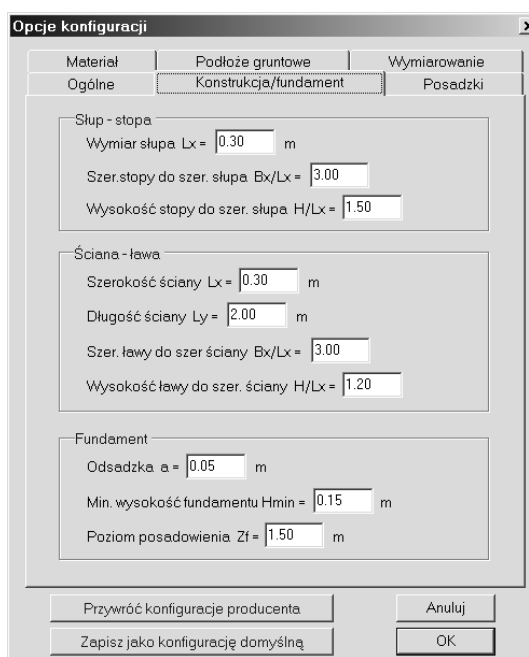 Opcje konfiguracji
Materiał Podłoże gruntowe Wymiarowanie
Ogólne Konstrukcja/fundament Posadzki
Słup - stopa
Wymiar słupa Lx = 0.30 m
Szer.stopy do szer. słupa Bx/Lx = 3.00
Wysokość stopy do szer. słupa H/Lx = 1.50
Ściana - ława
Szerokość ściany Lx = 0.30 m
Długość ściany Ly = 2.00 m
Szer. ławy do szer ściany Bx/Lx = 3.00
Wysokość ławy do szer. ściany H/Lx = 1.20
Fundament
Odsadzka a = 0.05 m
Min. wysokość fundamentu Hmin = 0.15 m
Poziom posadowienia Zf = 1.50 m
Przywróć konfiguracje producenta Anuluj
Zapisz jako konfigurację domyślną OK